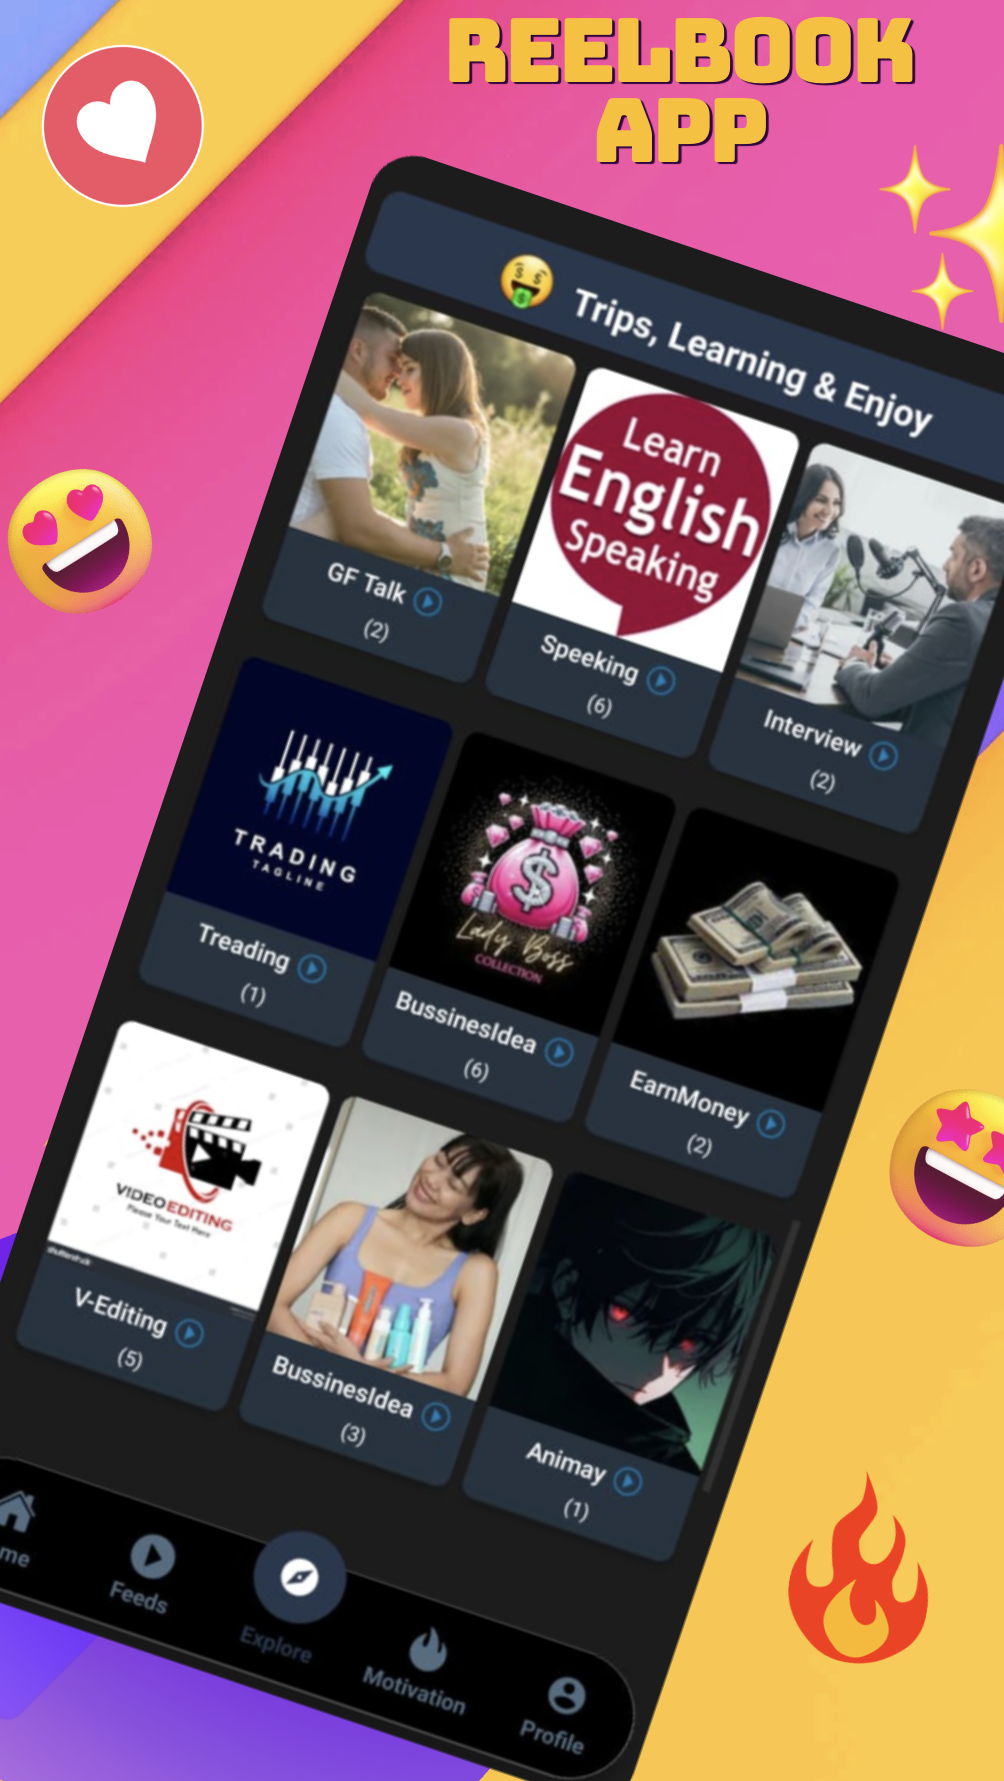 REELBOOK
APP
Trips, Learning & Enjoy
Learn
English
Speaking
GF Talk
(2)
Speeking
(6)
Interview
(2)
TRADING
TAGLINE
Treading
(1)
Lady Boss
COLLECTION
BussinesIdea
(6)
EarnMoney
(2)
VIDEO EDITING
Please Your Text Here
shutterstock
V-Editing
(5)
BussinesIdea
(3)
Animay
(1)
me
Feeds
Explore
Motivation
Profile